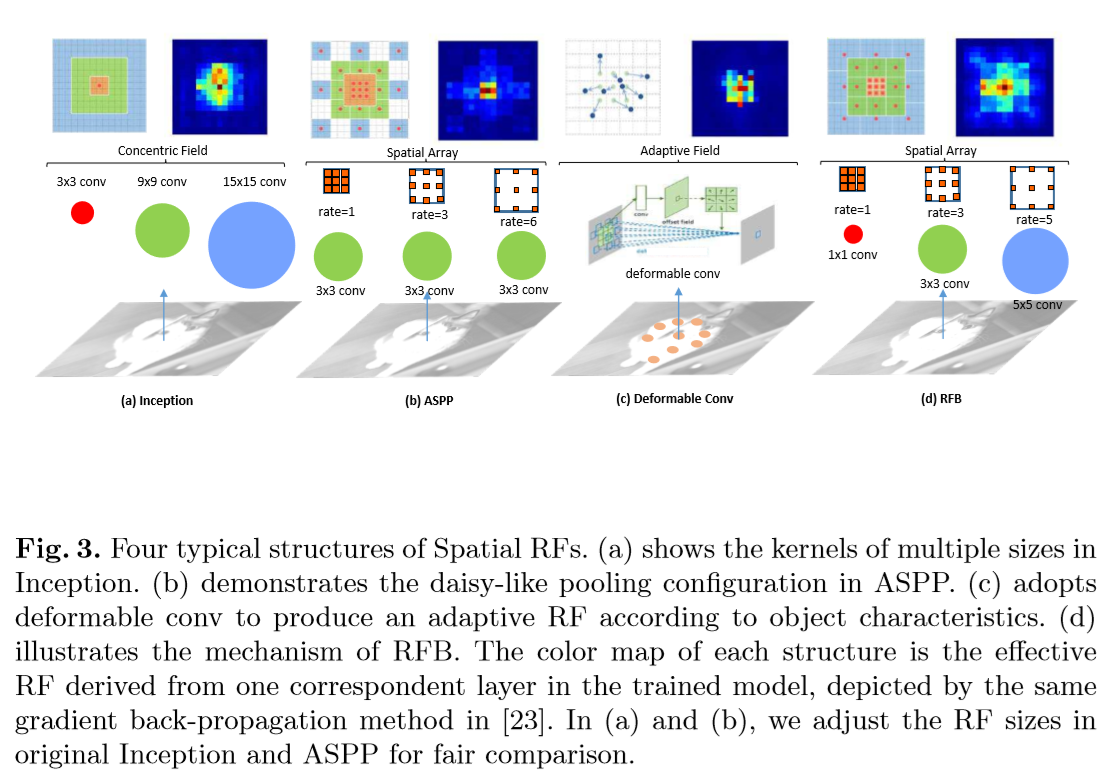 Concentric Field
Spatial Array
Adaptive Field
Spatial Array
3x3 conv
9x9 conv
15x15 conv
rate=1
rate=3
rate=6
3x3 conv
3x3 conv
3x3 conv
conv
offset field
deformable conv
rate=1
rate=3
rate=5
1x1 conv
3x3 conv
5x5 conv
(a) Inception
(b) ASPP
(c) Deformable Conv
(d) RFB
Fig. 3. Four typical structures of Spatial RFs. (a) shows the kernels of multiple sizes in
Inception. (b) demonstrates the daisy-like pooling configuration in ASPP. (c) adopts
deformable conv to produce an adaptive RF according to object characteristics. (d)
illustrates the mechanism of RFB. The color map of each structure is the effective
RF derived from one correspondent layer in the trained model, depicted by the same
gradient back-propagation method in [23]. In (a) and (b), we adjust the RF sizes in
original Inception and ASPP for fair comparison.